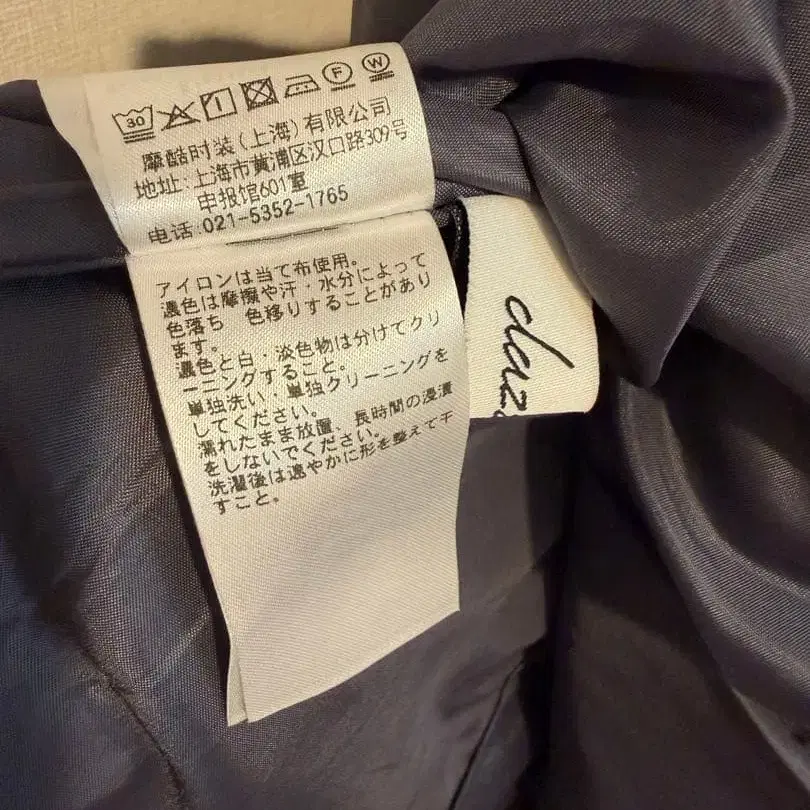 30 F W
摩酷时装(上海)有限公司
地址:上海市黄浦区汉口路309号
申报馆601室
电话:021-5352-1765
アイロンは当て布使用。
濃色は摩擦や汗・水分によって
色落ち 色移りすることがあり
ます。
濃色と白・淡色物は分けてクリ
ーニングすること。
単独洗い・単独クリーニングを
してください。
濡れたまま放置、長時間の浸漬
をしないでください。
洗濯後は速やかに形を整えて干
すこと。
daz